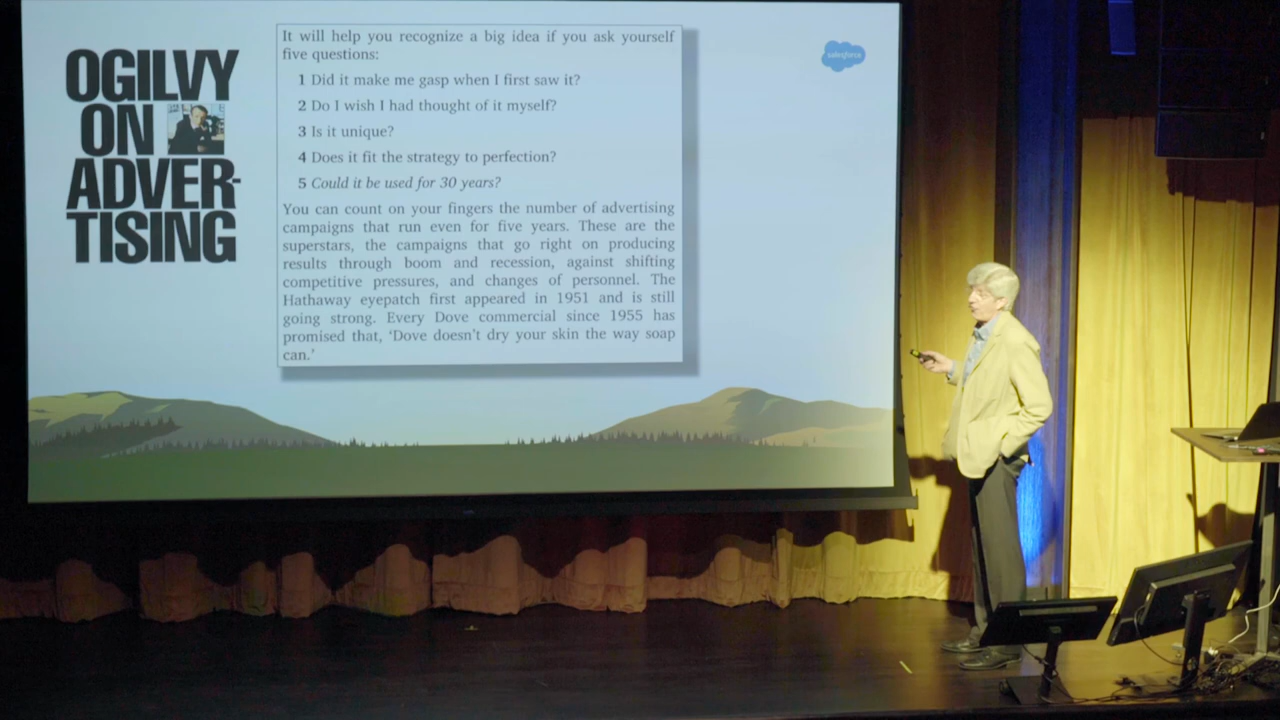 OGILVY
ON
ADVER-
TISING
It will help you recognize a big idea if you ask yourself
five questions:
1 Did it make me gasp when I first saw it?
2 Do I wish I had thought of it myself?
3 Is it unique?
4 Does it fit the strategy to perfection?
5 Could it be used for 30 years?
You can count on your fingers the number of advertising
campaigns that run even for five years. These are the
superstars, the campaigns that go right on producing
results through boom and recession, against shifting
competitive pressures, and changes of personnel. The
Hathaway eyepatch first appeared in 1951 and is still
going strong. Every Dove commercial since 1955 has
promised that, ‘Dove doesn’t dry your skin the way soap
can.’
salesforce